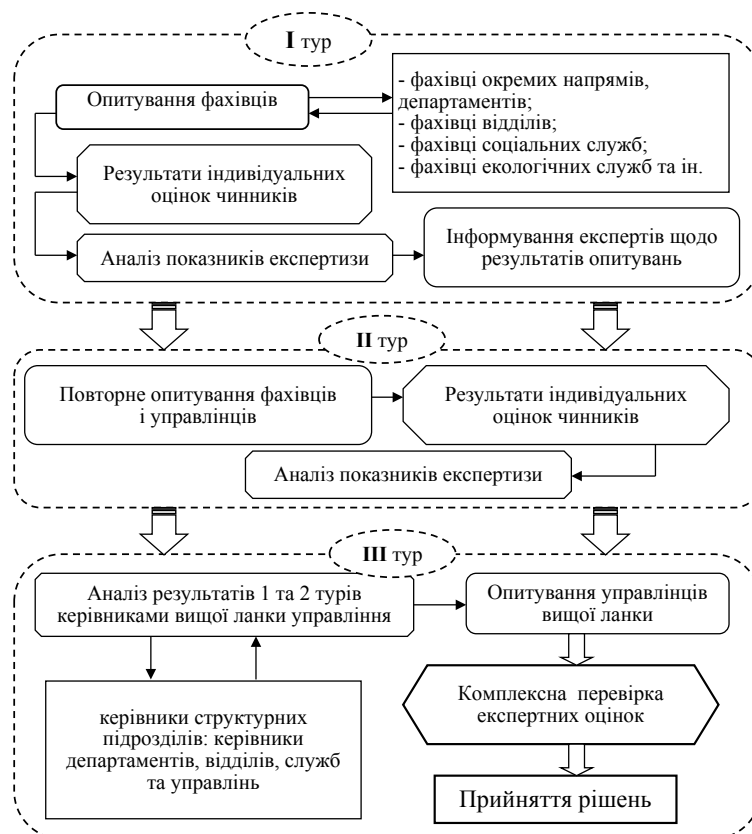 I тур
Опитування фахівців
- фахівці окремих напрямів,
департаментів;
- фахівці відділів;
- фахівці соціальних служб;
- фахівці екологічних служб та ін.
Результати індивідуальних
оцінок чинників
Аналіз показників експертизи
Інформування експертів щодо
результатів опитувань
II тур
Повторне опитування фахівців
і управлінців
Результати індивідуальних
оцінок чинників
Аналіз показників експертизи
III тур
Аналіз результатів 1 та 2 турів
керівниками вищої ланки управління
Опитування управлінців
вищої ланки
керівники структурних
підрозділів: керівники
департаментів, відділів, служб
та управлінь
Комплексна перевірка
експертних оцінок
Прийняття рішень